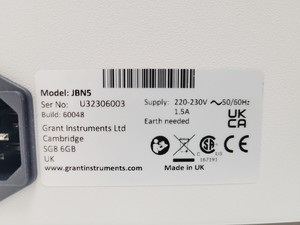 Model: JBN5
Ser No: U32306003
Build: 60048
Grant Instruments Ltd
Cambridge
SG8 6GB
UK
www.grantinstruments.com
Supply: 220-230V ~ 50/60Hz
1.5A
Earth needed
UK
CA
CE
167191
Made in UK